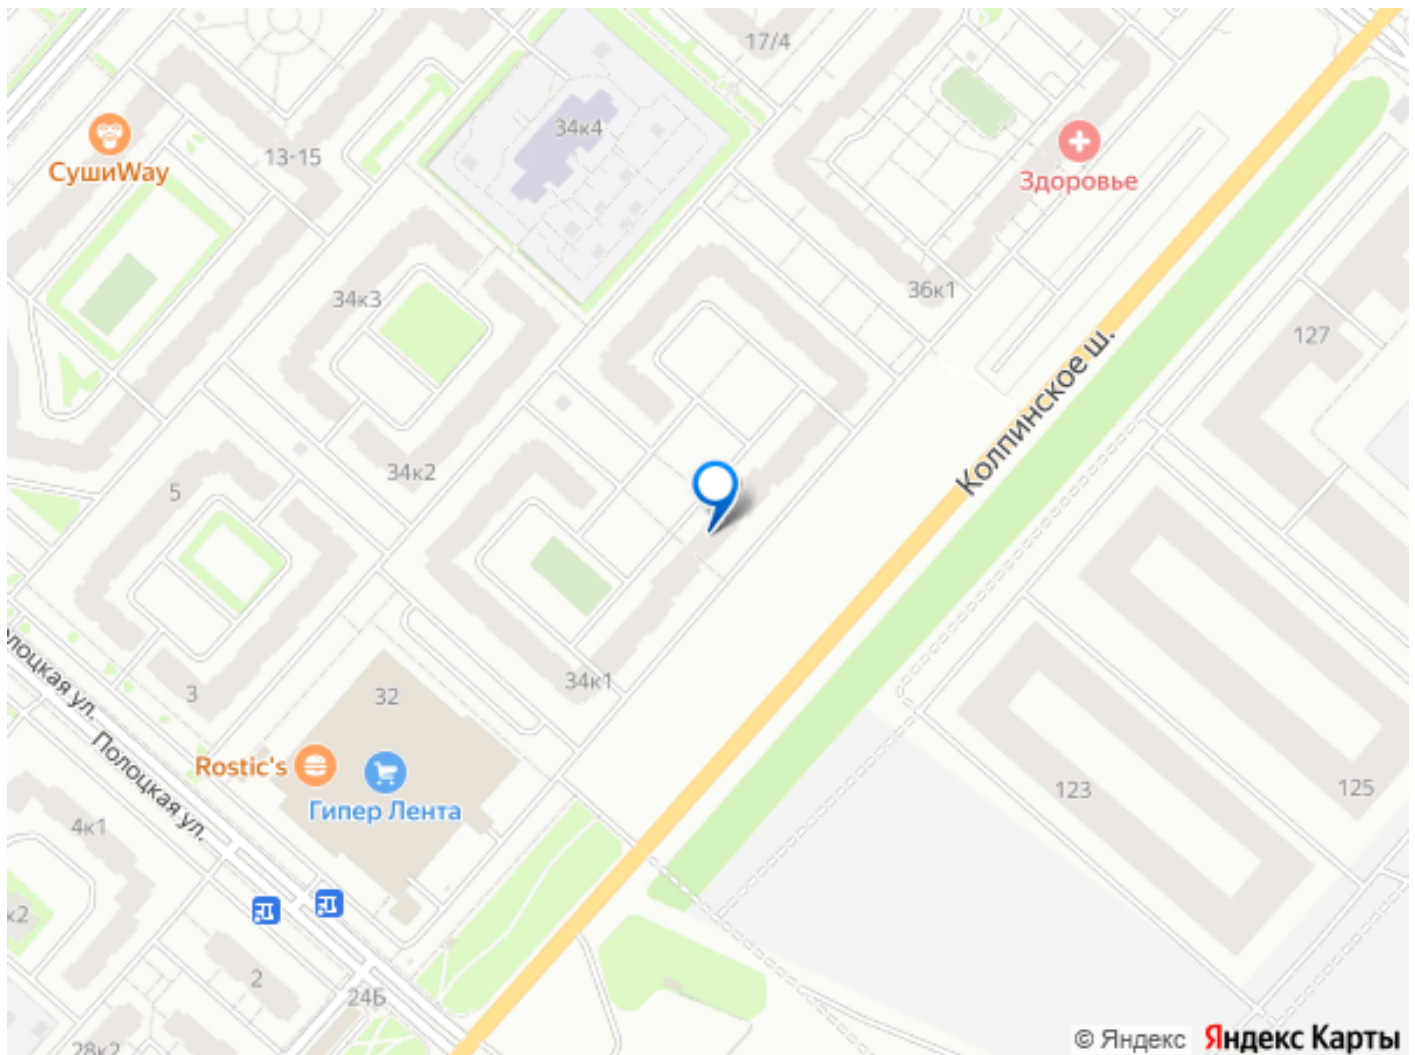 17/4
34к4
СушиWay
13-15
Здоровье
34к3
36к1
127
Колпинское ш.
34к2
5
34к1
3
32
Полоцкая ул.
Rostic's
Гипер Лента
Полоцкая ул.
123
125
4к1
к2
2
24Б
28к2
© Яндекс Яндекс Карты